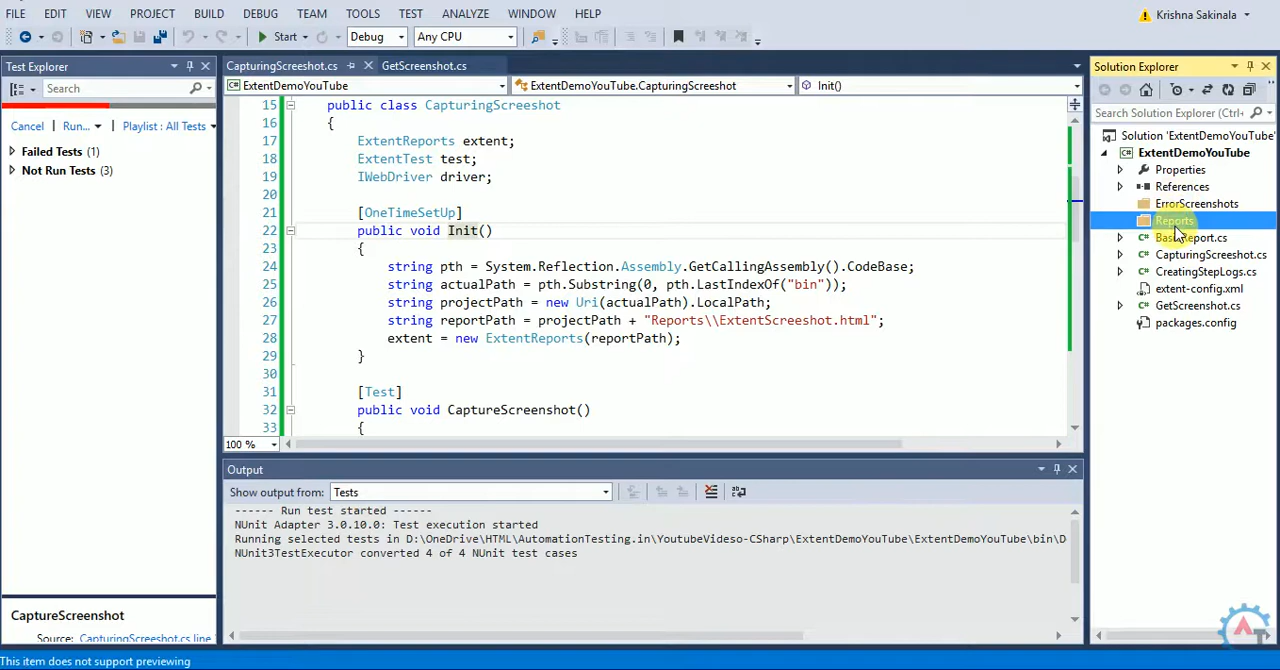 FILE EDIT VIEW PROJECT BUILD DEBUG TEAM TOOLS TEST ANALYZE WINDOW HELP
Krishna Sakinala
Start Debug Any CPU
Test Explorer
Search
Cancel Run... Playlist : All Tests
Failed Tests (1)
Not Run Tests (3)
CaptureScreenshot
Source: CapturingScreeshot.cs line
CapturingScreeshot.cs GetScreenshot.cs
ExtentDemoYouTube ExtentDemoYouTube.CapturingScreeshot Init()
15 public class CapturingScreeshot
16 {
17 ExtentReports extent;
18 ExtentTest test;
19 IWebDriver driver;
20
21 [OneTimeSetUp]
22 public void Init()
23 {
24 string pth = System.Reflection.Assembly.GetCallingAssembly().CodeBase;
25 string actualPath = pth.Substring(0, pth.LastIndexOf("bin"));
26 string projectPath = new Uri(actualPath).LocalPath;
27 string reportPath = projectPath + "Reports\\ExtentScreeshot.html";
28 extent = new ExtentReports(reportPath);
29 }
30
31 [Test]
32 public void CaptureScreenshot()
33 {
100 %
Output
Show output from: Tests
------ Run test started ------
NUnit Adapter 3.0.10.0: Test execution started
Running selected tests in D:\OneDrive\HTML\AutomationTesting.in\YoutubeVideso-CSharp\ExtentDemoYouTube\ExtentDemoYouTube\bin\D
NUnit3TestExecutor converted 4 of 4 NUnit test cases
Solution Explorer
Search Solution Explorer (Ctrl+
Solution 'ExtentDemoYouTube'
ExtentDemoYouTube
Properties
References
ErrorScreenshots
Reports
BasicReport.cs
CapturingScreeshot.cs
CreatingStepLogs.cs
extent-config.xml
GetScreenshot.cs
packages.config
This item does not support previewing